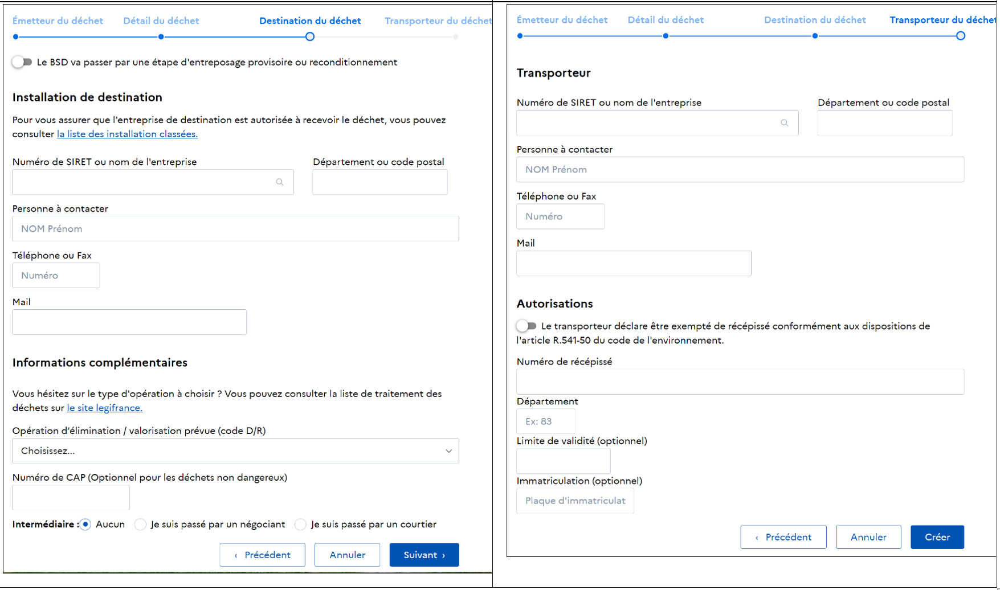 Émetteur du déchet Détail du déchet Destination du déchet Transporteur du déchet
Le BSD va passer par une étape d'entreposage provisoire ou reconditionnement
Installation de destination
Pour vous assurer que l'entreprise de destination est autorisée à recevoir le déchet, vous pouvez
consulter la liste des installation classées.
Numéro de SIRET ou nom de l'entreprise Département ou code postal
Personne à contacter
NOM Prénom
Téléphone ou Fax
Numéro
Mail
Informations complémentaires
Vous hésitez sur le type d'opération à choisir ? Vous pouvez consulter la liste de traitement des
déchets sur le site legifrance.
Opération d’élimination / valorisation prévue (code D/R)
Choisissez...
Numéro de CAP (Optionnel pour les déchets non dangereux)
Intermédiaire : Aucun Je suis passé par un négociant Je suis passé par un courtier
‹ Précédent Annuler Suivant ›
Émetteur du déchet Détail du déchet Destination du déchet Transporteur du déchet
Transporteur
Numéro de SIRET ou nom de l'entreprise Département ou code postal
Personne à contacter
NOM Prénom
Téléphone ou Fax
Numéro
Mail
Autorisations
Le transporteur déclare être exempté de récépissé conformément aux dispositions de
l'article R.541-50 du code de l'environnement.
Numéro de récépissé
Département
Ex: 83
Limite de validité (optionnel)
Immatriculation (optionnel)
Plaque d'immatriculat
‹ Précédent Annuler Créer